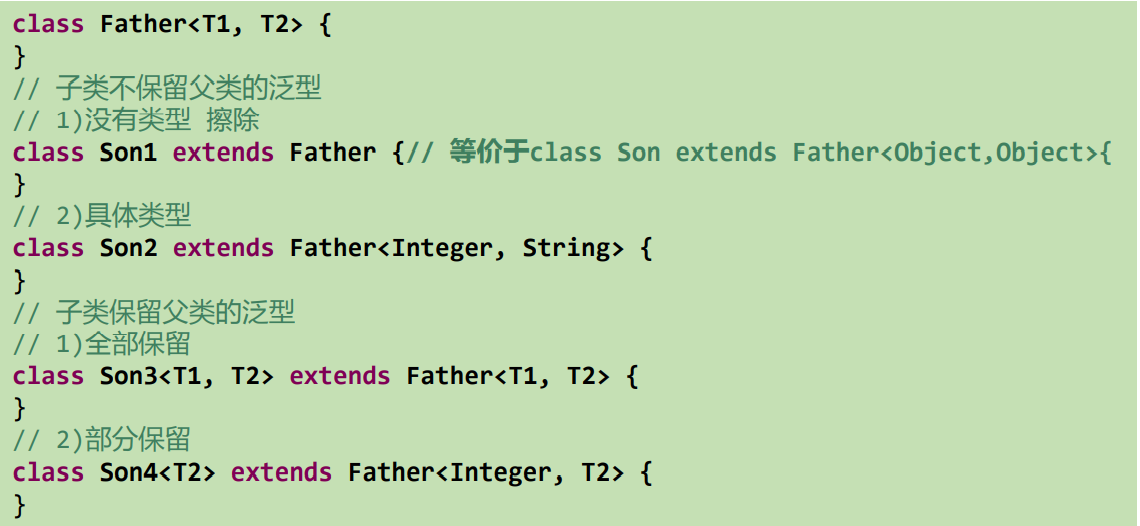 class Father<T1, T2> {
}
// 子类不保留父类的泛型
// 1)没有类型 擦除
class Son1 extends Father {// 等价于class Son extends Father<Object,Object>{
}
// 2)具体类型
class Son2 extends Father<Integer, String> {
}
// 子类保留父类的泛型
// 1)全部保留
class Son3<T1, T2> extends Father<T1, T2> {
}
// 2)部分保留
class Son4<T2> extends Father<Integer, T2> {
}